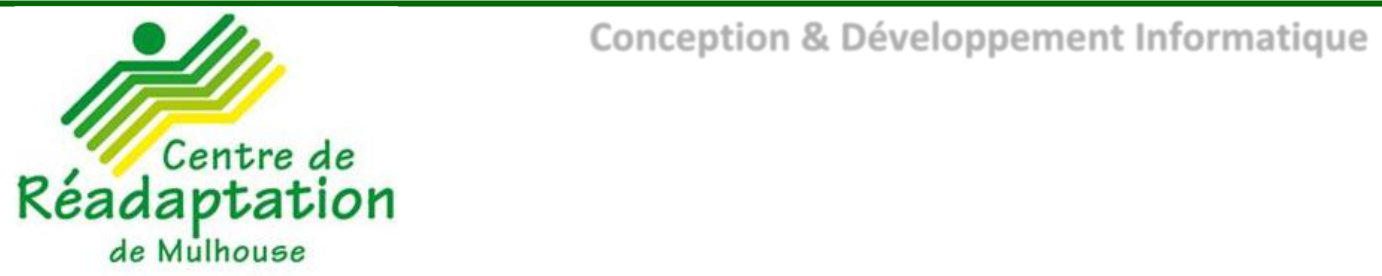 Conception & Développement Informatique
Centre de
Réadaptation
de Mulhouse